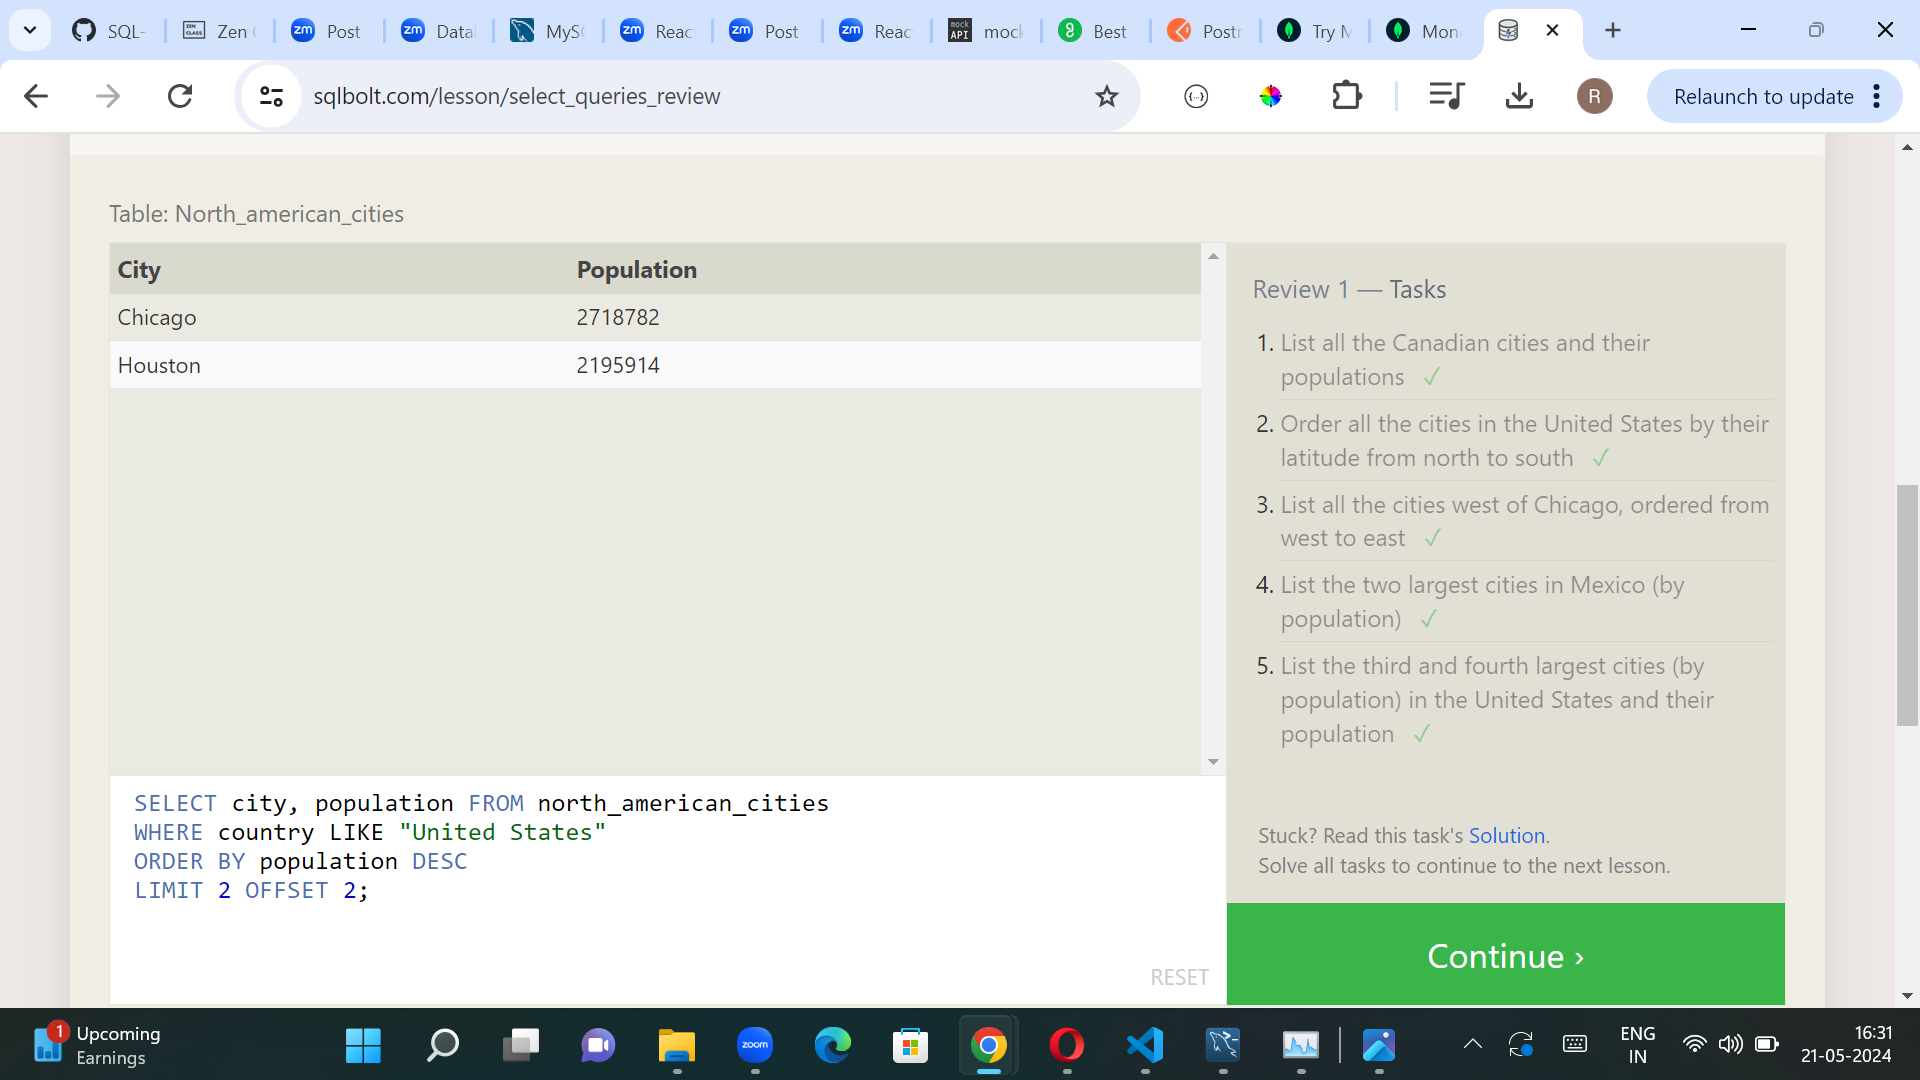 SQL-
Zen
Post
Data
MySQ
Reac
Post
Reac
mock
API
mock
Best
Post
Try M
Mon
sqlbolt.com/lesson/select_queries_review
R
Relaunch to update
Table: North_american_cities
City Population
Chicago 2718782
Houston 2195914
Review 1 — Tasks
1. List all the Canadian cities and their
populations ✓
2. Order all the cities in the United States by their
latitude from north to south ✓
3. List all the cities west of Chicago, ordered from
west to east ✓
4. List the two largest cities in Mexico (by
population) ✓
5. List the third and fourth largest cities (by
population) in the United States and their
population ✓
SELECT city, population FROM north_american_cities
WHERE country LIKE "United States"
ORDER BY population DESC
LIMIT 2 OFFSET 2;
RESET
Stuck? Read this task's Solution.
Solve all tasks to continue to the next lesson.
Continue ›
1
Upcoming
Earnings
zoom
ENG
IN
16:31
21-05-2024